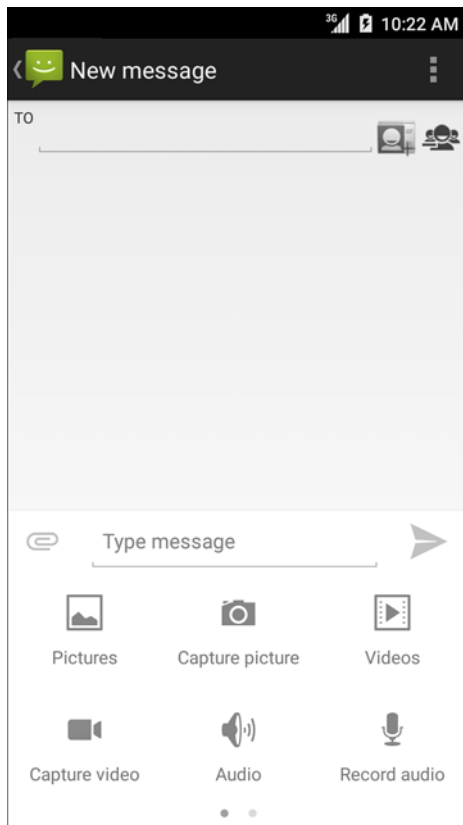 3G 10:22 AM
New message
TO
Type message
Pictures Capture picture Videos
Capture video Audio Record audio